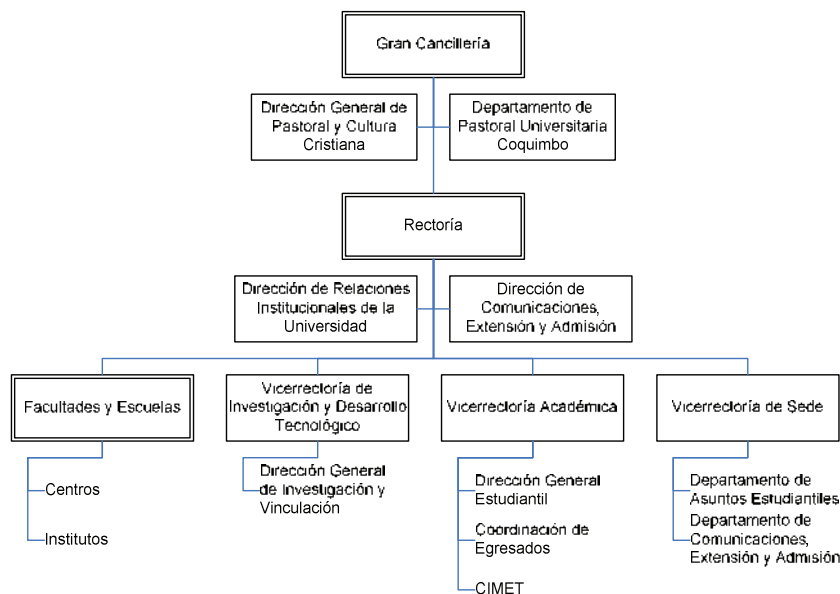 Gran Cancillería
Dirección General de
Pastoral y Cultura
Cristiana
Departamento de
Pastoral Universitaria
Coquimbo
Rectoría
Dirección de Relaciones
Institucionales de la
Universidad
Dirección de
Comunicaciones,
Extensión y Admisión
Facultades y Escuelas
Centros
Institutos
Vicerrectoría de
Investigación y Desarrollo
Tecnológico
Dirección General
de Investigación y
Vinculación
Vicerrectoría Académica
Dirección General
Estudiantil
Coordinación de
Egresados
CIMET
Vicerrectoría de Sede
Departamento de
Asuntos Estudiantiles
Departamento de
Comunicaciones,
Extensión y Admisión